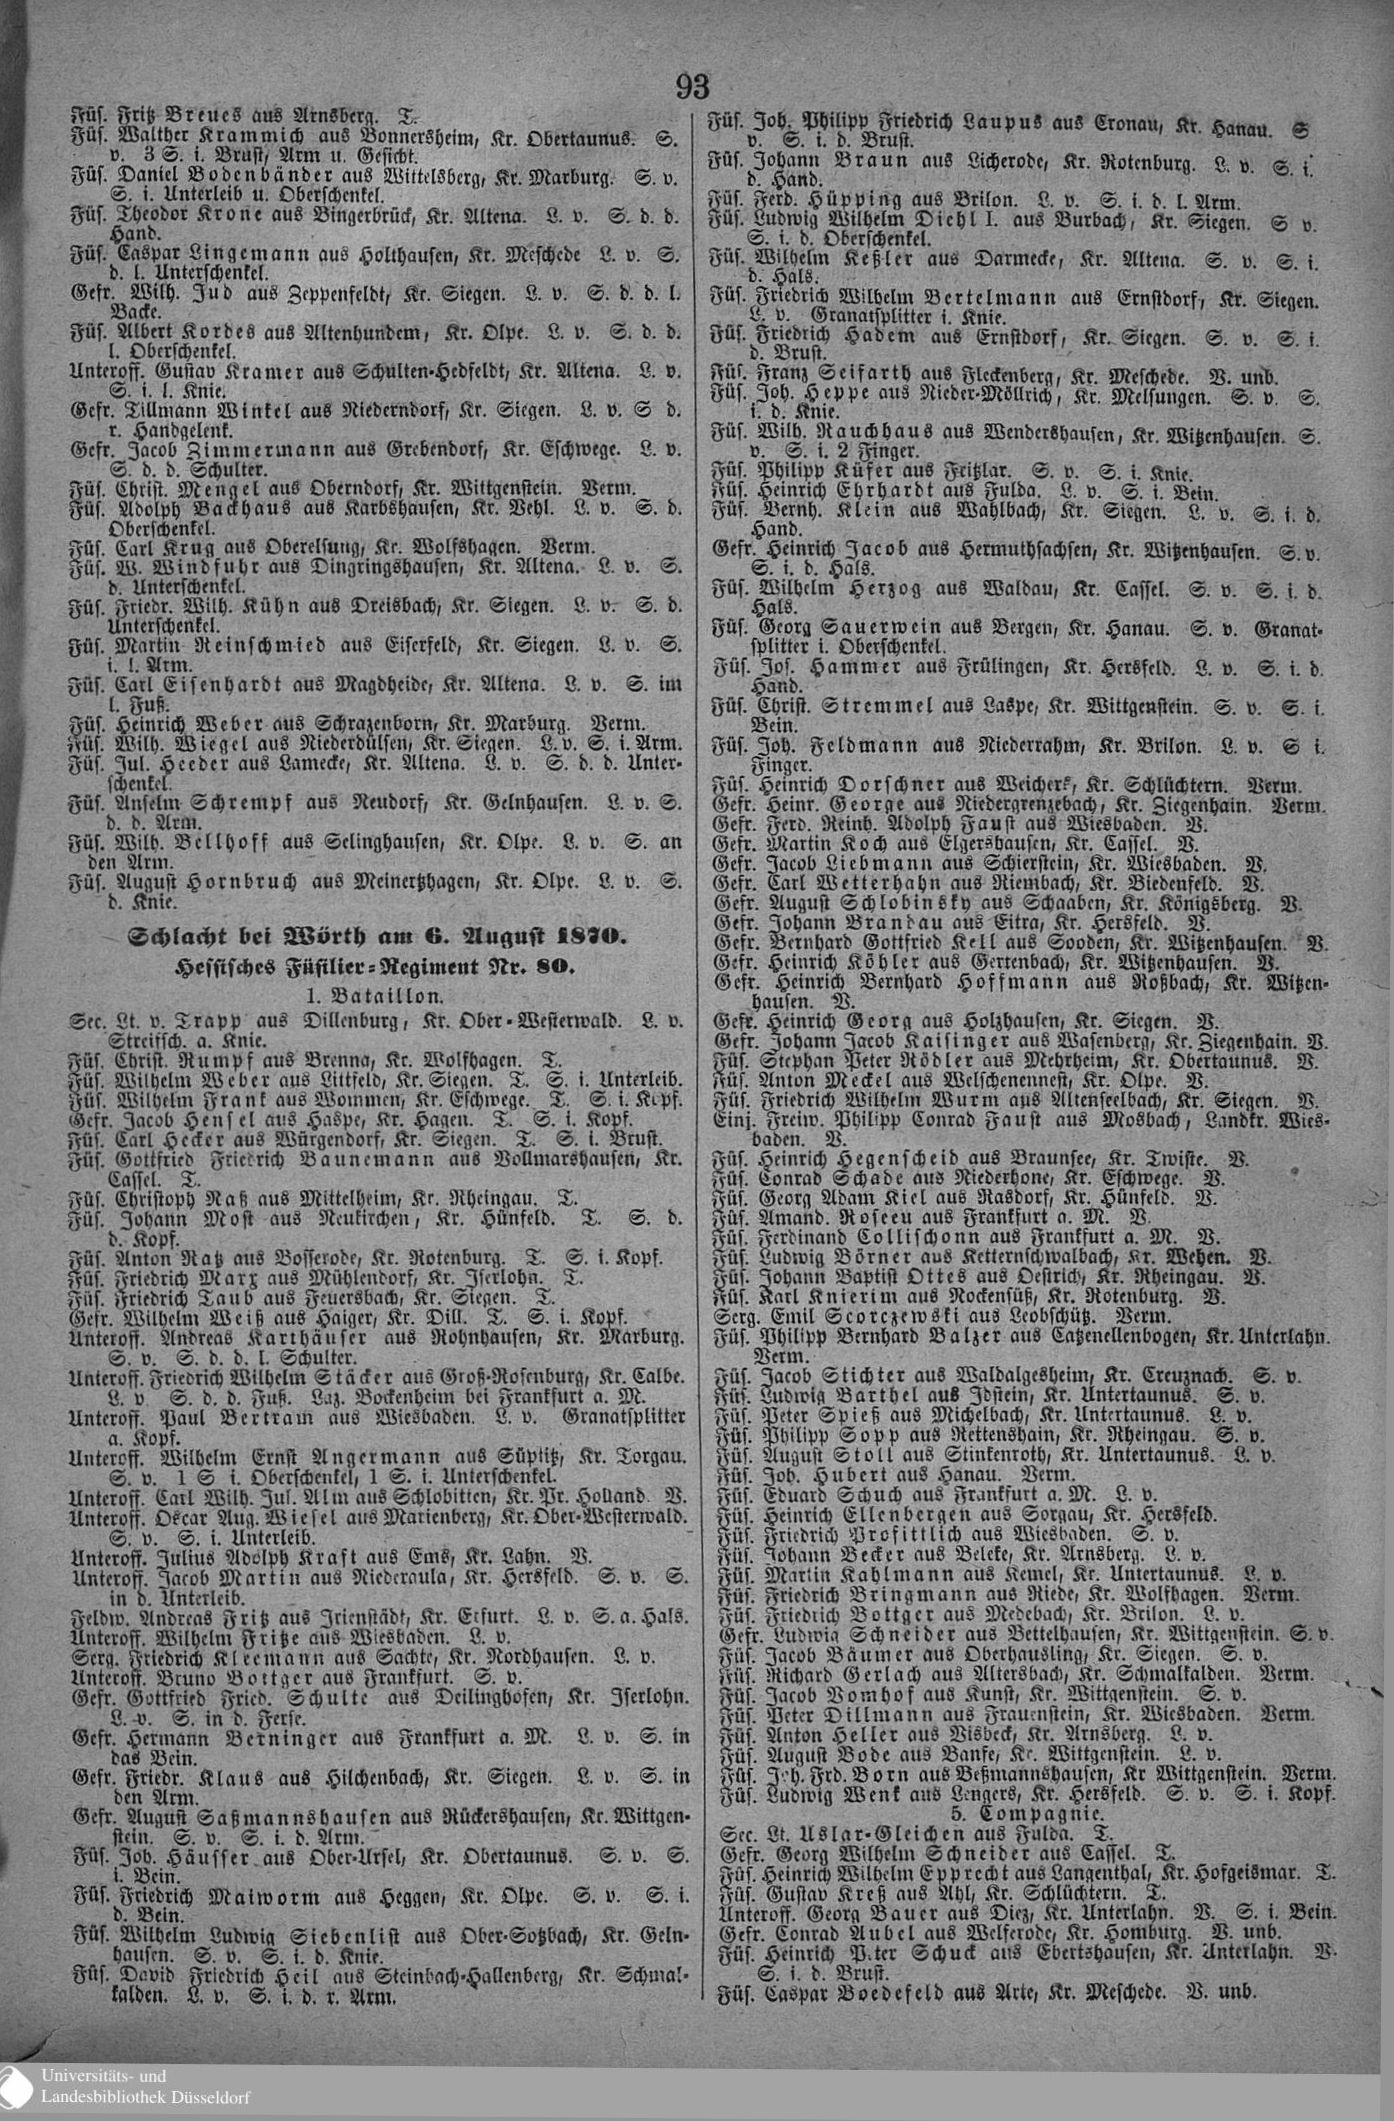 93
Füs. Fritz Breues aus Arnsberg. T.
Füs. Walther Krammich aus Bonnersheim, Kr. Obertaunus. S.
v. 3 S. i. Brust, Arm u. Gesicht.
Füs. Daniel Bodenbänder aus Wittelsberg, Kr. Marburg. S. v.
S. i. Unterleib u. Oberschenkel.
Füs. Theodor Krone aus Bingerbrück, Kr. Altena. L. v. S. d. d.
Hand.
Füs. Caspar Lingemann aus Holthausen, Kr. Meschede L. v. S.
d. l. Unterschenkel.
Gefr. Wilh. Jud aus Zeppenfeldt, Kr. Siegen. L. v. S. d. d. l.
Backe.
Füs. Albert Kordes aus Altenhundem, Kr. Olpe. L. v. S. d. d.
l. Oberschenkel.
Unteroff. Gustav Kramer aus Schulten-Hedfeldt, Kr. Altena. L. v.
S. i. l. Knie.
Gefr. Tillmann Winkel aus Niederndorf, Kr. Siegen. L. v. S d.
r. Handgelenk.
Gefr. Jacob Zimmermann aus Grebendorf, Kr. Eschwege. L. v.
S. d. d. Schulter.
Füs. Christ. Mengel aus Oberndorf, Kr. Wittgenstein. Verm.
Füs. Adolph Backhaus aus Karbshausen, Kr. Vehl. L. v. S. d.
Oberschenkel.
Füs. Carl Krug aus Oberelsung, Kr. Wolfshagen. Verm.
Füs. W. Windfuhr aus Dingringshausen, Kr. Altena. L. v. S.
d. Unterschenkel.
Füs. Friedr. Wilh. Kühn aus Dreisbach, Kr. Siegen. L. v. S. d.
Unterschenkel.
Füs. Martin Reinschmied aus Eiserfeld, Kr. Siegen. L. v. S.
i. l. Arm.
Füs. Carl Eisenhardt aus Magdheide, Kr. Altena. L. v. S. im
l. Fuß.
Füs. Heinrich Weber aus Schrazenborn, Kr. Marburg. Verm.
Füs. Wilh. Wiegel aus Niederdülsen, Kr. Siegen. L. v. S. i. Arm.
Füs. Jul. Heeder aus Lamecke, Kr. Altena. L. v. S. d. d. Unter-
schenkel.
Füs. Anselm Schrempf aus Neudorf, Kr. Gelnhausen. L. v. S.
d. d. Arm.
Füs. Wilh. Bellhoff aus Selinghausen, Kr. Olpe. L. v. S. an
den Arm.
Füs. August Hornbruch aus Meinertzhagen, Kr. Olpe. L. v. S.
d. Knie.
Schlacht bei Wörth am 6. August 1870.
Hessisches Füsilier-Regiment Nr. 80.
1. Bataillon.
Sec. Lt. v. Trapp aus Dillenburg, Kr. Ober-Westerwald. L. v.
Streifsch. a. Knie.
Füs. Christ. Rumpf aus Brenna, Kr. Wolfhagen. T.
Füs. Wilhelm Weber aus Littfeld, Kr. Siegen. T. S. i. Unterleib.
Füs. Wilhelm Frank aus Wommen, Kr. Eschwege. T. S. i. Kopf.
Gefr. Jacob Hensel aus Haspe, Kr. Hagen. T. S. i. Kopf.
Füs. Carl Hecker aus Würgendorf, Kr. Siegen. T. S. i. Brust.
Füs. Gottfried Friedrich Baunemann aus Vollmarshausen, Kr.
Cassel. T.
Füs. Christoph Naß aus Mittelheim, Kr. Rheingau. T.
Füs. Johann Most aus Neukirchen, Kr. Hünfeld. T. S. d.
d. Kopf.
Füs. Anton Ratz aus Bosserode, Kr. Rotenburg. T. S. i. Kopf.
Füs. Friedrich Marx aus Mühlendorf, Kr. Iserlohn. T.
Füs. Friedrich Taub aus Feuersbach, Kr. Siegen. T.
Gefr. Wilhelm Weiß aus Haiger, Kr. Dill. T. S. i. Kopf.
Unteroff. Andreas Karthäuser aus Rohnhausen, Kr. Marburg.
S. v. S. d. d. l. Schulter.
Unteroff. Friedrich Wilhelm Stäcker aus Groß-Rosenburg, Kr. Calbe.
L. v S. d. d. Fuß. Laz. Bockenheim bei Frankfurt a. M.
Unteroff. Paul Bertram aus Wiesbaden. L. v. Granatsplitter
a. Kopf.
Unteroff. Wilhelm Ernst Angermann aus Süptitz, Kr. Torgau.
S. v. 1 S i. Oberschenkel, 1 S. i. Unterschenkel.
Unteroff. Carl Wilh. Jul. Alm aus Schlobitten, Kr. Pr. Holland. V.
Unteroff. Oscar Aug. Wiesel aus Marienberg, Kr. Ober-Westerwald.
S. v. S. i. Unterleib.
Unteroff. Julius Adolph Kraft aus Ems, Kr. Lahn. V.
Unteroff. Jacob Martin aus Niederaula, Kr. Hersfeld. S. v. S.
in d. Unterleib.
Feldw. Andreas Fritz aus Irienstädt, Kr. Erfurt. L. v. S. a. Hals.
Unteroff. Wilhelm Fritze aus Wiesbaden. L. v.
Serg. Friedrich Kleemann aus Sachte, Kr. Nordhausen. L. v.
Unteroff. Bruno Bottger aus Frankfurt. S. v.
Gefr. Gottfried Fried. Schulte aus Deilinghofen, Kr. Iserlohn.
L. v. S. in d. Ferse.
Gefr. Hermann Berninger aus Frankfurt a. M. L. v. S. in
das Bein.
Gefr. Friedr. Klaus aus Hilchenbach, Kr. Siegen. L. v. S. in
den Arm.
Gefr. August Saßmannshausen aus Rückershausen, Kr. Wittgen-
stein. S. v. S. i. d. Arm.
Füs. Joh. Häusser aus Ober-Ursel, Kr. Obertaunus. S. v. S.
i. Bein.
Füs. Friedrich Maiworm aus Heggen, Kr. Olpe. S. v. S. i.
d. Bein.
Füs. Wilhelm Ludwig Siebenlist aus Ober-Sotzbach, Kr. Geln-
hausen. S. v. S. i. d. Knie.
Füs. David Friedrich Heil aus Steinbach-Hallenberg, Kr. Schmal-
kalden. L. v. S. i. d. r. Arm.
Füs. Joh. Philipp Friedrich Laupus aus Cronau, Kr. Hanau. S
v. S. i. d. Brust.
Füs. Johann Braun aus Licherode, Kr. Rotenburg. L. v. S. i.
d. Hand.
Füs. Ferd. Hüpping aus Brilon. L. v. S. i. d. l. Arm.
Füs. Ludwig Wilhelm Diehl I. aus Burbach, Kr. Siegen. S v.
S. i. d. Oberschenkel.
Füs. Wilhelm Keßler aus Darmecke, Kr. Altena. S. v. S. i.
d. Hals.
Füs. Friedrich Wilhelm Bertelmann aus Ernstdorf, Kr. Siegen.
L. v. Granatsplitter i. Knie.
Füs. Friedrich Hadem aus Ernstdorf, Kr. Siegen. S. v. S. i.
d. Brust.
Füs. Franz Seifarth aus Fleckenberg, Kr. Meschede. V. unb.
Füs. Joh. Heppe aus Nieder-Möllrich, Kr. Melsungen. S. v. S.
i. d. Knie.
Füs. Wilh. Rauchhaus aus Wendershausen, Kr. Witzenhausen. S.
v. S. i. 2 Finger.
Füs. Philipp Küfer aus Fritzlar. S. v. S. i. Knie.
Füs. Heinrich Ehrhardt aus Fulda. L. v. S. i. Bein.
Füs. Bernh. Klein aus Wahlbach, Kr. Siegen. L. v. S. i. d.
Hand.
Gefr. Heinrich Jacob aus Hermuthsachsen, Kr. Witzenhausen. S. v.
S. i. d. Hals.
Füs. Wilhelm Herzog aus Waldau, Kr. Cassel. S. v. S. i. d.
Hals.
Füs. Georg Sauerwein aus Bergen, Kr. Hanau. S. v. Granat-
splitter i. Oberschenkel.
Füs. Jos. Hammer aus Frülingen, Kr. Hersfeld. L. v. S. i. d.
Hand.
Füs. Christ. Stremmel aus Laspe, Kr. Wittgenstein. S. v. S. i.
Bein.
Füs. Joh. Feldmann aus Niederrahm, Kr. Brilon. L. v. S i.
Finger.
Füs. Heinrich Dorschner aus Weichers, Kr. Schlüchtern. Verm.
Gefr. Heinr. George aus Niedergrenzebach, Kr. Ziegenhain. Verm.
Gefr. Ferd. Reinh. Adolph Faust aus Wiesbaden. V.
Gefr. Martin Koch aus Elgershausen, Kr. Cassel. V.
Gefr. Jacob Liebmann aus Schierstein, Kr. Wiesbaden. V.
Gefr. Carl Wetterhahn aus Riembach, Kr. Biedenfeld. V.
Gefr. August Schlobinsky aus Schaaben, Kr. Königsberg. V.
Gefr. Johann Brandau aus Eitra, Kr. Hersfeld. V.
Gefr. Bernhard Gottfried Kell aus Sooden, Kr. Witzenhausen. V.
Gefr. Heinrich Köhler aus Gertenbach, Kr. Witzenhausen. V.
Gefr. Heinrich Bernhard Hoffmann aus Roßbach, Kr. Witzen-
hausen. V.
Gefr. Heinrich Georg aus Holzhausen, Kr. Siegen. V.
Gefr. Johann Jacob Kaisinger aus Wasenberg, Kr. Ziegenhain. V.
Füs. Stephan Peter Rödler aus Mehrheim, Kr. Obertaunus. V.
Füs. Anton Meckel aus Welschenennest, Kr. Olpe. V.
Füs. Friedrich Wilhelm Wurm aus Altenseelbach, Kr. Siegen. V.
Einj. Freiw. Philipp Conrad Faust aus Mosbach, Landkr. Wies-
baden. V.
Füs. Heinrich Hegenscheid aus Braunsee, Kr. Twiste. V.
Füs. Conrad Schade aus Niederhone, Kr. Eschwege. V.
Füs. Georg Adam Kiel aus Rasdorf, Kr. Hünfeld. V.
Füs. Amand. Roseeu aus Frankfurt a. M. V.
Füs. Ferdinand Collischonn aus Frankfurt a. M. V.
Füs. Ludwig Börner aus Ketternschwalbach, Kr. Wehen. V.
Füs. Johann Baptist Ottes aus Oestrich, Kr. Rheingau. V.
Füs. Karl Knierim aus Nockensüß, Kr. Rotenburg. V.
Serg. Emil Scorczewski aus Leobschütz. Verm.
Füs. Philipp Bernhard Balzer aus Catzenellenbogen, Kr. Unterlahn.
Verm.
Füs. Jacob Stichter aus Waldalgesheim, Kr. Creuznach. S. v.
Füs. Ludwig Barthel aus Idstein, Kr. Untertaunus. S. v.
Füs. Peter Spieß aus Michelbach, Kr. Untertaunus. L. v.
Füs. Philipp Sopp aus Rettenshain, Kr. Rheingau. S. v.
Füs. August Stoll aus Stinkenroth, Kr. Untertaunus. L. v.
Füs. Joh. Hubert aus Hanau. Verm.
Füs. Eduard Schuch aus Frankfurt a. M. L. v.
Füs. Heinrich Ellenbergen aus Sorgau, Kr. Hersfeld.
Füs. Friedrich Profittlich aus Wiesbaden. S. v.
Füs. Johann Becker aus Beleke, Kr. Arnsberg. L. v.
Füs. Martin Kahlmann aus Kemel, Kr. Untertaunus. L. v.
Füs. Friedrich Bringmann aus Riede, Kr. Wolfhagen. Verm.
Füs. Friedrich Bottger aus Medebach, Kr. Brilon. L. v.
Gefr. Ludwig Schneider aus Bettelhausen, Kr. Wittgenstein. S. v.
Füs. Jacob Bäumer aus Oberhausling, Kr. Siegen. S. v.
Füs. Richard Gerlach aus Altersbach, Kr. Schmalkalden. Verm.
Füs. Jacob Vomhof aus Kunst, Kr. Wittgenstein. S. v.
Füs. Peter Dillmann aus Frauenstein, Kr. Wiesbaden. Verm.
Füs. Anton Heller aus Visbeck, Kr. Arnsberg. L. v.
Füs. August Bode aus Banfe, Kr. Wittgenstein. L. v.
Füs. Joh. Frd. Born aus Beßmannshausen, Kr Wittgenstein. Verm.
Füs. Ludwig Wenk aus Lengers, Kr. Hersfeld. S. v. S. i. Kopf.
5. Compagnie.
Sec. Lt. Uslar-Gleichen aus Fulda. T.
Gefr. Georg Wilhelm Schneider aus Cassel. T.
Füs. Heinrich Wilhelm Epprecht aus Langenthal, Kr. Hofgeismar. T.
Füs. Gustav Kreß aus Ahl, Kr. Schlüchtern. T.
Unteroff. Georg Bauer aus Diez, Kr. Unterlahn. V. S. i. Bein.
Gefr. Conrad Aubel aus Welferode, Kr. Homburg. V. unb.
Füs. Heinrich Peter Schuck aus Ebertshausen, Kr. Unterlahn. V.
S. i. d. Brust.
Füs. Caspar Boedefeld aus Arte, Kr. Meschede. V. unb.
Universitäts- und
Landesbibliothek Düsseldorf